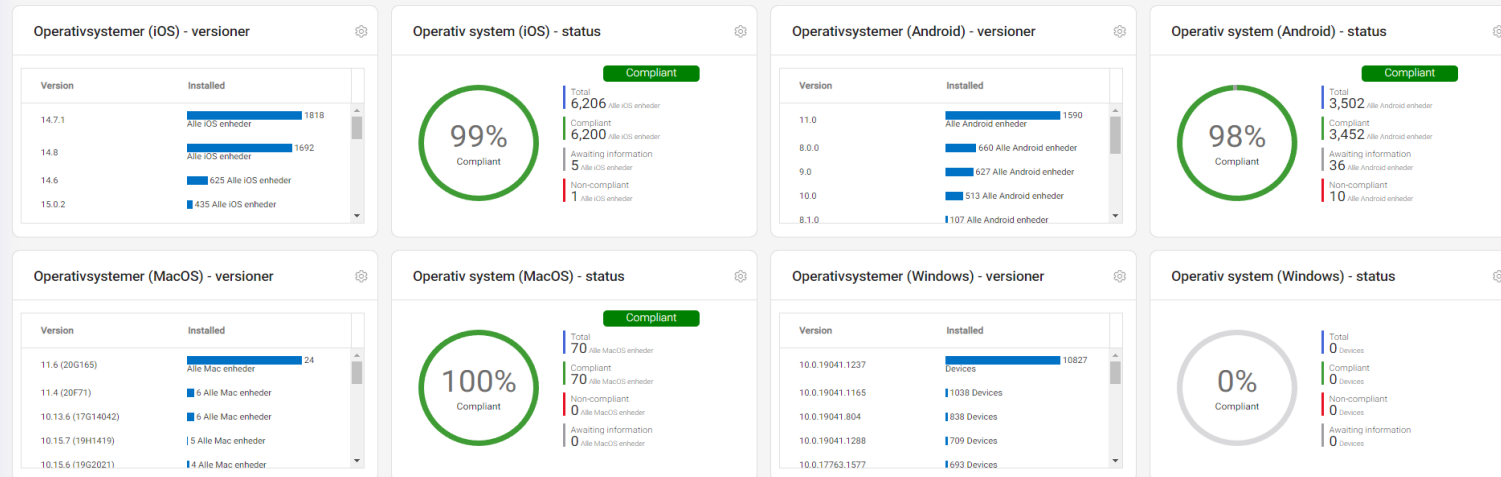 Operativsystemer (iOS) - versioner
Version Installed
14.7.1 1818
Alle iOS enheder
14.8 1692
Alle iOS enheder
14.6 625 Alle iOS enheder
15.0.2 435 Alle iOS enheder
Operativ system (iOS) - status
Compliant
99%
Compliant
Total
6,206 Alle iOS enheder
Compliant
6,200 Alle iOS enheder
Awaiting information
5 Alle iOS enheder
Non-compliant
1 Alle iOS enheder
Operativsystemer (Android) - versioner
Version Installed
11.0 1590
Alle Android enheder
8.0.0 660 Alle Android enheder
9.0 627 Alle Android enheder
10.0 513 Alle Android enheder
8.1.0 107 Alle Android enheder
Operativ system (Android) - status
Compliant
98%
Compliant
Total
3,502 Alle Android enheder
Compliant
3,452 Alle Android enheder
Awaiting information
36 Alle Android enheder
Non-compliant
10 Alle Android enheder
Operativsystemer (MacOS) - versioner
Version Installed
11.6 (20G165) 24
Alle Mac enheder
11.4 (20F71) 6 Alle Mac enheder
10.13.6 (17G14042) 6 Alle Mac enheder
10.15.7 (19H1419) 5 Alle Mac enheder
10.15.6 (19G2021) 4 Alle Mac enheder
Operativ system (MacOS) - status
Compliant
100%
Compliant
Total
70 Alle MacOS enheder
Compliant
70 Alle MacOS enheder
Non-compliant
0 Alle MacOS enheder
Awaiting information
0 Alle MacOS enheder
Operativsystemer (Windows) - versioner
Version Installed
10.0.19041.1237 10827
Devices
10.0.19041.1165 1038 Devices
10.0.19041.804 838 Devices
10.0.19041.1288 709 Devices
10.0.17763.1577 693 Devices
Operativ system (Windows) - status
0%
Compliant
Total
0 Devices
Compliant
0 Devices
Non-compliant
0 Devices
Awaiting information
0 Devices